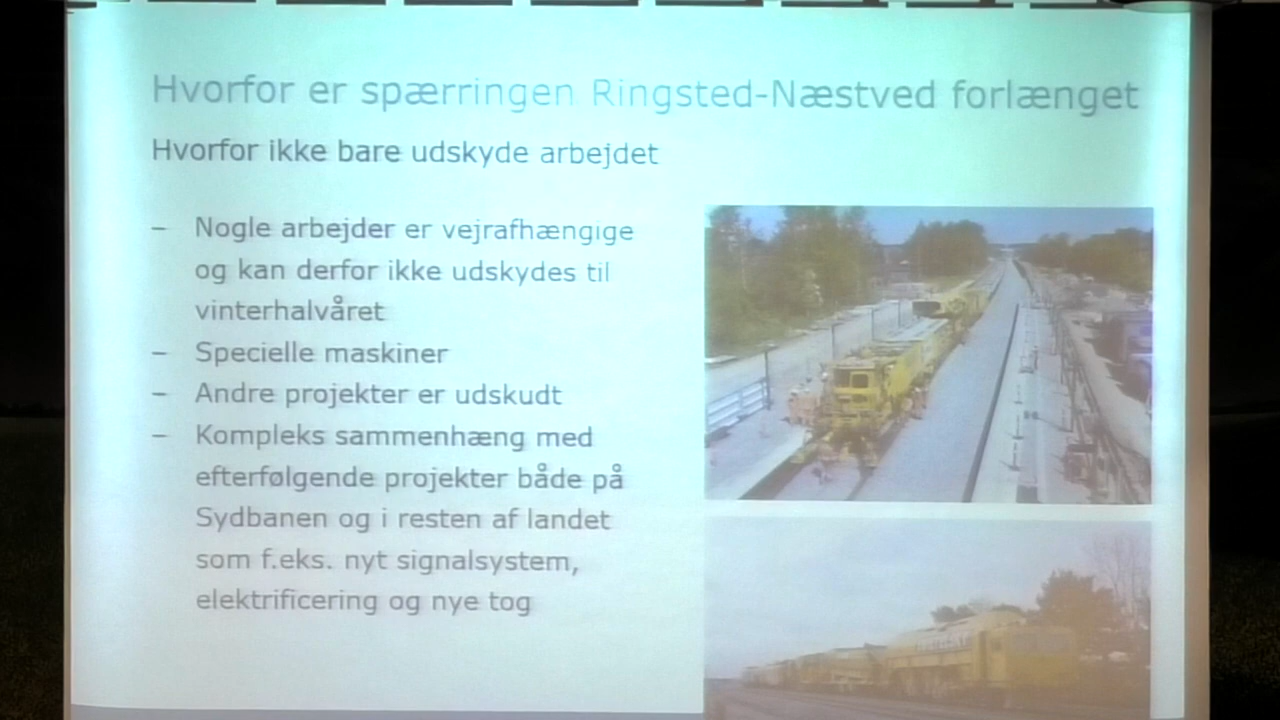 Hvorfor er spærringen Ringsted-Næstved forlænget
Hvorfor ikke bare udskyde arbejdet
– Nogle arbejder er vejrafhængige
og kan derfor ikke udskydes til
vinterhalvåret
– Specielle maskiner
– Andre projekter er udskudt
– Kompleks sammenhæng med
efterfølgende projekter både på
Sydbanen og i resten af landet
som f.eks. nyt signalsystem,
elektrificering og nye tog